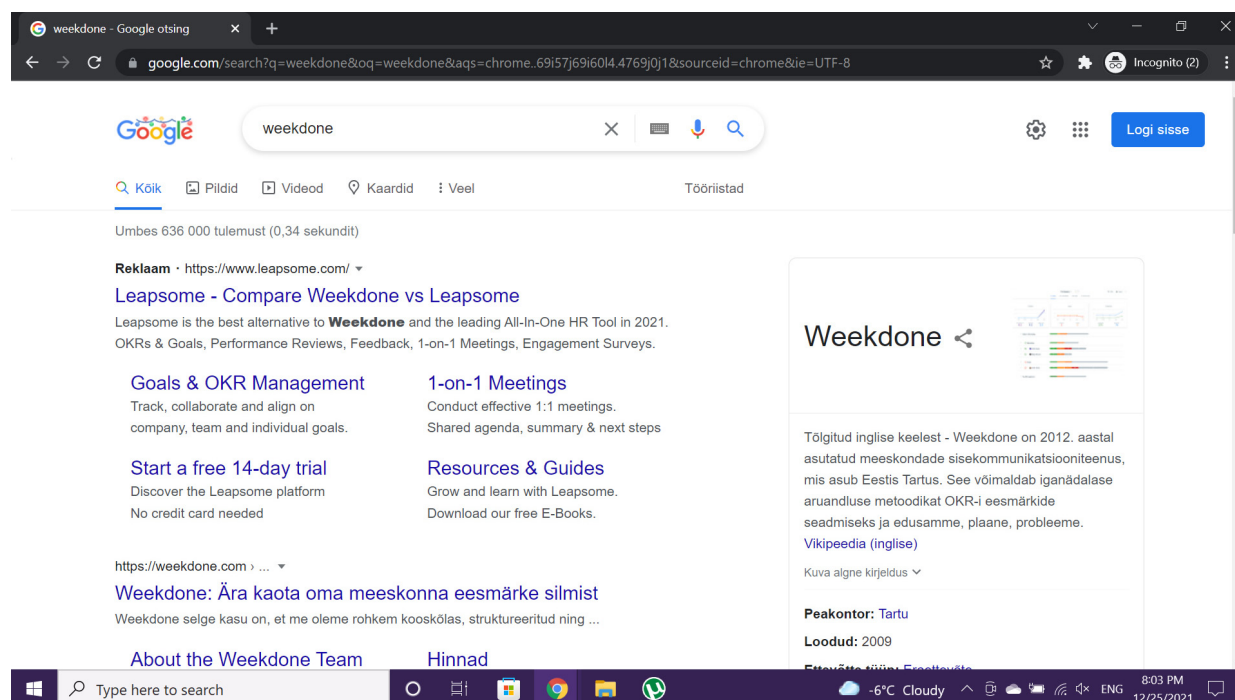 weekdone - Google otsing
google.com/search?q=weekdone&oq=weekdone&aqs=chrome..69i57j69i60l4.4769j0j1&sourceid=chrome&ie=UTF-8
Incognito (2)
Google
weekdone
Logi sisse
Kõik Pildid Videod Kaardid Veel Tööriistad
Umbes 636 000 tulemust (0,34 sekundit)
Reklaam · https://www.leapsome.com/
Leapsome - Compare Weekdone vs Leapsome
Leapsome is the best alternative to Weekdone and the leading All-In-One HR Tool in 2021.
OKRs & Goals, Performance Reviews, Feedback, 1-on-1 Meetings, Engagement Surveys.
Goals & OKR Management
Track, collaborate and align on
company, team and individual goals.
1-on-1 Meetings
Conduct effective 1:1 meetings.
Shared agenda, summary & next steps
Start a free 14-day trial
Discover the Leapsome platform
No credit card needed
Resources & Guides
Grow and learn with Leapsome.
Download our free E-Books.
https://weekdone.com › ...
Weekdone: Ära kaota oma meeskonna eesmärke silmist
Weekdone selge kasu on, et me oleme rohkem kooskõlas, struktureeritud ning ...
About the Weekdone Team
Hinnad
Weekdone
Tõlgitud inglise keelest - Weekdone on 2012. aastal
asutatud meeskondade sisekommunikatsiooniteenus,
mis asub Eestis Tartus. See võimaldab iganädalase
aruandluse metoodikat OKR-i eesmärkide
seadmiseks ja edusamme, plaane, probleeme.
Vikipeedia (inglise)
Kuva algne kirjeldus
Peakontor: Tartu
Loodud: 2009
Ettevõtte tüüp: Eraettevõte
Type here to search
-6°C Cloudy
ENG
8:03 PM
12/25/2021